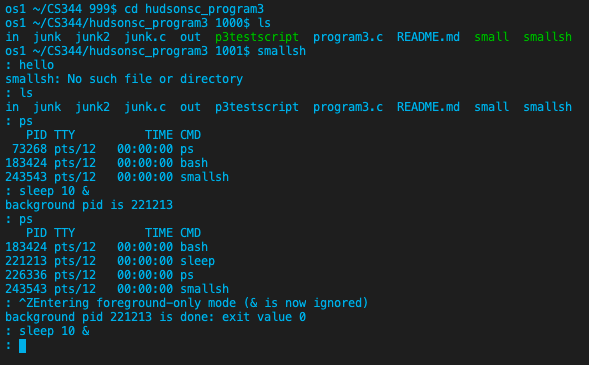 os1 ~/CS344 999$ cd hudsonsc_program3
os1 ~/CS344/hudsonsc_program3 1000$ ls
in  junk  junk2  junk.c  out  p3testscript  program3.c  README.md  small  smallsh
os1 ~/CS344/hudsonsc_program3 1001$ smallsh
: hello
smallsh: No such file or directory
: ls
in  junk  junk2  junk.c  out  p3testscript  program3.c  README.md  small  smallsh
: ps
   PID TTY          TIME CMD
 73268 pts/12   00:00:00 ps
183424 pts/12   00:00:00 bash
243543 pts/12   00:00:00 smallsh
: sleep 10 &
background pid is 221213
: ps
   PID TTY          TIME CMD
183424 pts/12   00:00:00 bash
221213 pts/12   00:00:00 sleep
226336 pts/12   00:00:00 ps
243543 pts/12   00:00:00 smallsh
: ^ZEntering foreground-only mode (& is now ignored)
background pid 221213 is done: exit value 0
: sleep 10 &
: